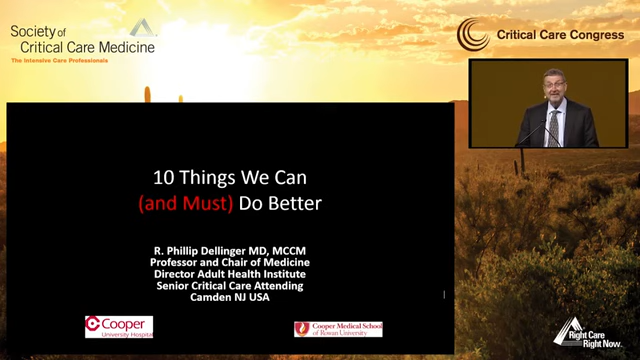 Society of
Critical Care Medicine
The Intensive Care Professionals
Critical Care Congress
10 Things We Can
(and Must) Do Better
R. Phillip Dellinger MD, MCCM
Professor and Chair of Medicine
Director Adult Health Institute
Senior Critical Care Attending
Camden NJ USA
Cooper
University Hospital
Cooper Medical School
of Rowan University
Right Care
Right Now